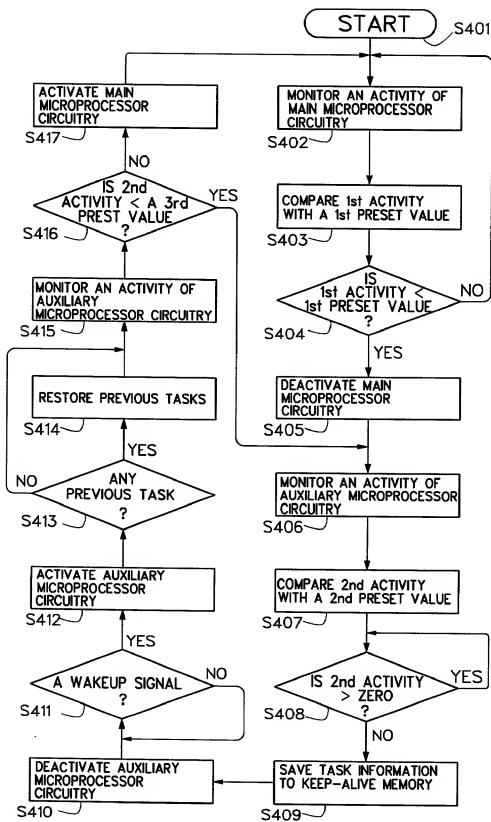 START
S401
MONITOR AN ACTIVITY OF
MAIN MICROPROCESSOR
CIRCUITRY
S402
COMPARE 1st ACTIVITY
WITH A 1st PRESET VALUE
S403
IS
1st ACTIVITY <
1st PRESET VALUE
?
NO
S404
YES
DEACTIVATE MAIN
MICROPROCESSOR
CIRCUITRY
S405
MONITOR AN ACTIVITY OF
AUXILIARY MICROPROCESSOR
CIRCUITRY
S406
COMPARE 2nd ACTIVITY
WITH A 2nd PRESET VALUE
S407
IS 2nd ACTIVITY
> ZERO
?
YES
S408
NO
SAVE TASK INFORMATION
TO KEEP-ALIVE MEMORY
S409
DEACTIVATE AUXILIARY
MICROPROCESSOR
CIRCUITRY
S410
A WAKEUP SIGNAL
?
NO
S411
YES
ACTIVATE AUXILIARY
MICROPROCESSOR
CIRCUITRY
S412
ANY
PREVIOUS TASK
?
NO
S413
YES
RESTORE PREVIOUS TASKS
S414
MONITOR AN ACTIVITY OF
AUXILIARY
MICROPROCESSOR CIRCUITRY
S415
IS 2nd
ACTIVITY < A 3rd
PREST VALUE
?
YES
S416
NO
ACTIVATE MAIN
MICROPROCESSOR
CIRCUITRY
S417